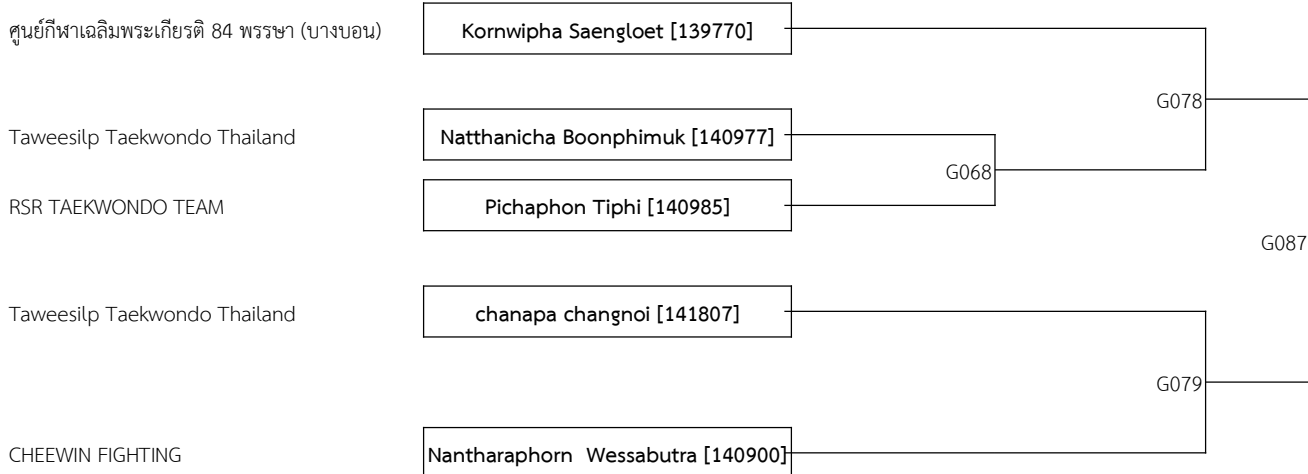 ศูนย์กีฬาเฉลิมพระเกียรติ 84 พรรษา (บางบอน) Kornwipha Saengloet [139770]
G078
Taweesilp Taekwondo Thailand Natthanicha Boonphimuk [140977]
G068
RSR TAEKWONDO TEAM Pichaphon Tiphi [140985]
G087
Taweesilp Taekwondo Thailand chanapa changnoi [141807]
G079
CHEEWIN FIGHTING Nantharaphorn Wessabutra [140900]